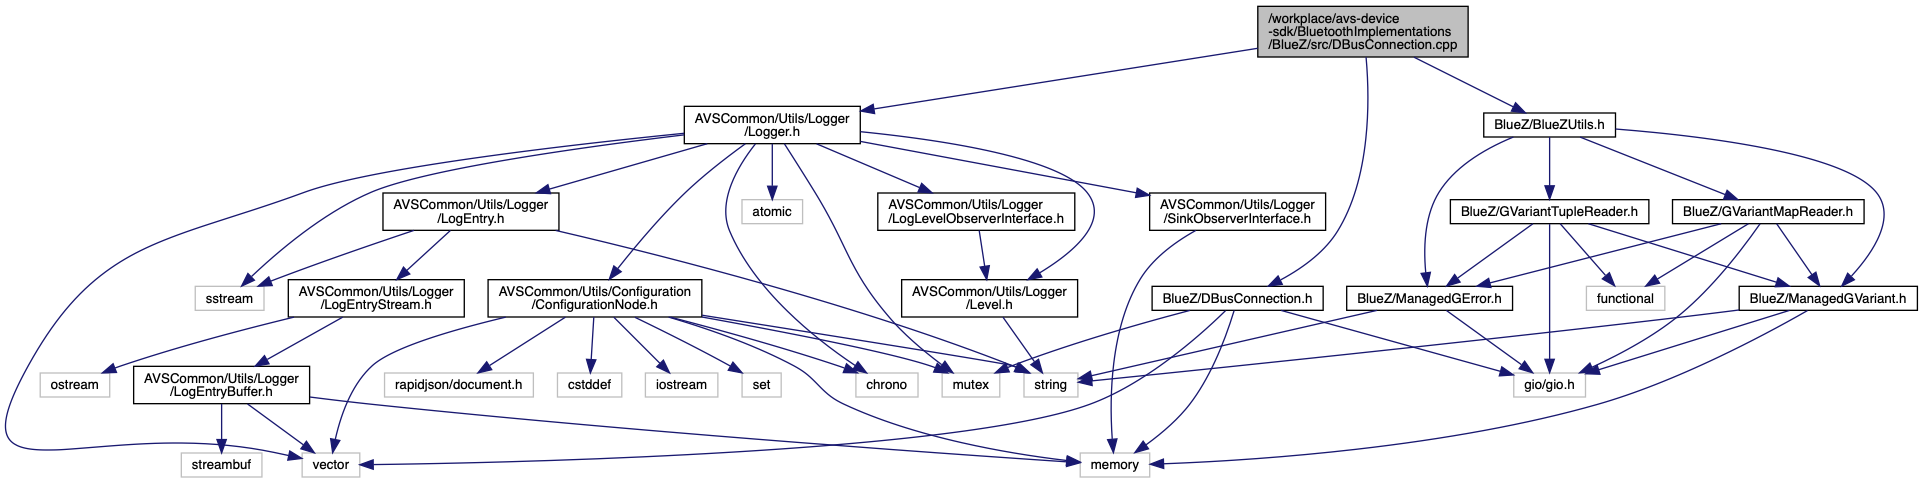 /workplace/avs-device
-sdk/BluetoothImplementations
/BlueZ/src/DBusConnection.cpp
AVSCommon/Utils/Logger
/Logger.h
BlueZ/BlueZUtils.h
AVSCommon/Utils/Logger
/LogEntry.h
atomic
AVSCommon/Utils/Logger
/LogLevelObserverInterface.h
AVSCommon/Utils/Logger
/SinkObserverInterface.h
BlueZ/GVariantTupleReader.h
BlueZ/GVariantMapReader.h
sstream
AVSCommon/Utils/Logger
/LogEntryStream.h
AVSCommon/Utils/Configuration
/ConfigurationNode.h
AVSCommon/Utils/Logger
/Level.h
BlueZ/DBusConnection.h
BlueZ/ManagedGError.h
functional
BlueZ/ManagedGVariant.h
ostream
AVSCommon/Utils/Logger
/LogEntryBuffer.h
rapidjson/document.h
cstddef
iostream
set
chrono
mutex
string
gio/gio.h
streambuf
vector
memory